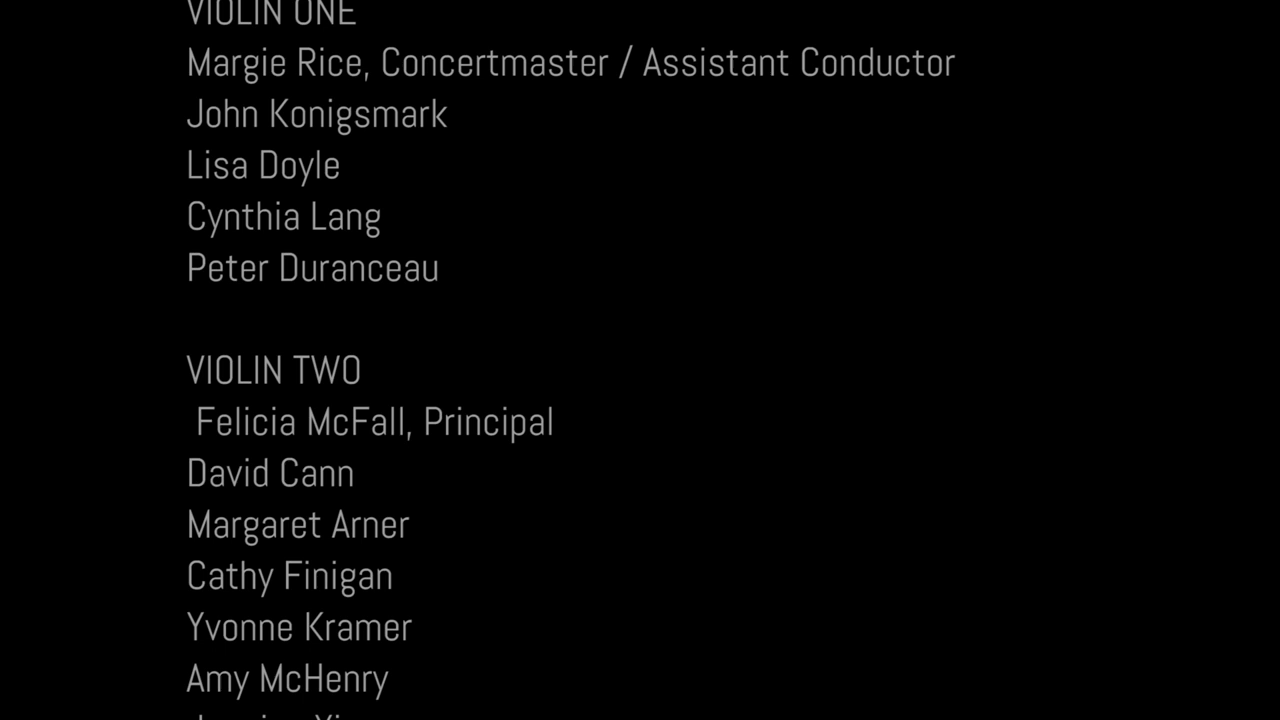 VIOLIN ONE
Margie Rice, Concertmaster / Assistant Conductor
John Konigsmark
Lisa Doyle
Cynthia Lang
Peter Duranceau
VIOLIN TWO
Felicia McFall, Principal
David Cann
Margaret Arner
Cathy Finigan
Yvonne Kramer
Amy McHenry